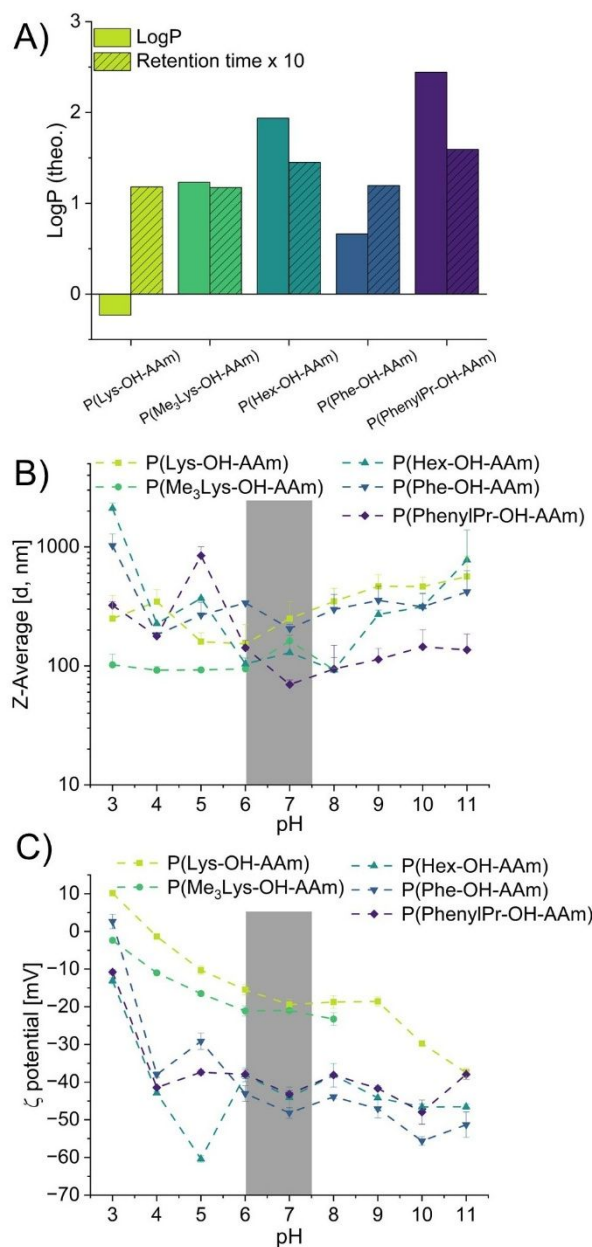 A)
LogP
Retention time x 10
3
2
1
0
LogP (theo.)
P(Lys-OH-AAm)
P(Me₃Lys-OH-AAm)
P(Hex-OH-AAm)
P(Phe-OH-AAm)
P(PhenylPr-OH-AAm)
B)
P(Lys-OH-AAm)
P(Me₃Lys-OH-AAm)
P(Hex-OH-AAm)
P(Phe-OH-AAm)
P(PhenylPr-OH-AAm)
1000
100
10
Z-Average [d, nm]
3 4 5 6 7 8 9 10 11
pH
C)
P(Lys-OH-AAm)
P(Me₃Lys-OH-AAm)
P(Hex-OH-AAm)
P(Phe-OH-AAm)
P(PhenylPr-OH-AAm)
10
0
−10
−20
−30
−40
−50
−60
−70
ζ potential [mV]
3 4 5 6 7 8 9 10 11
pH